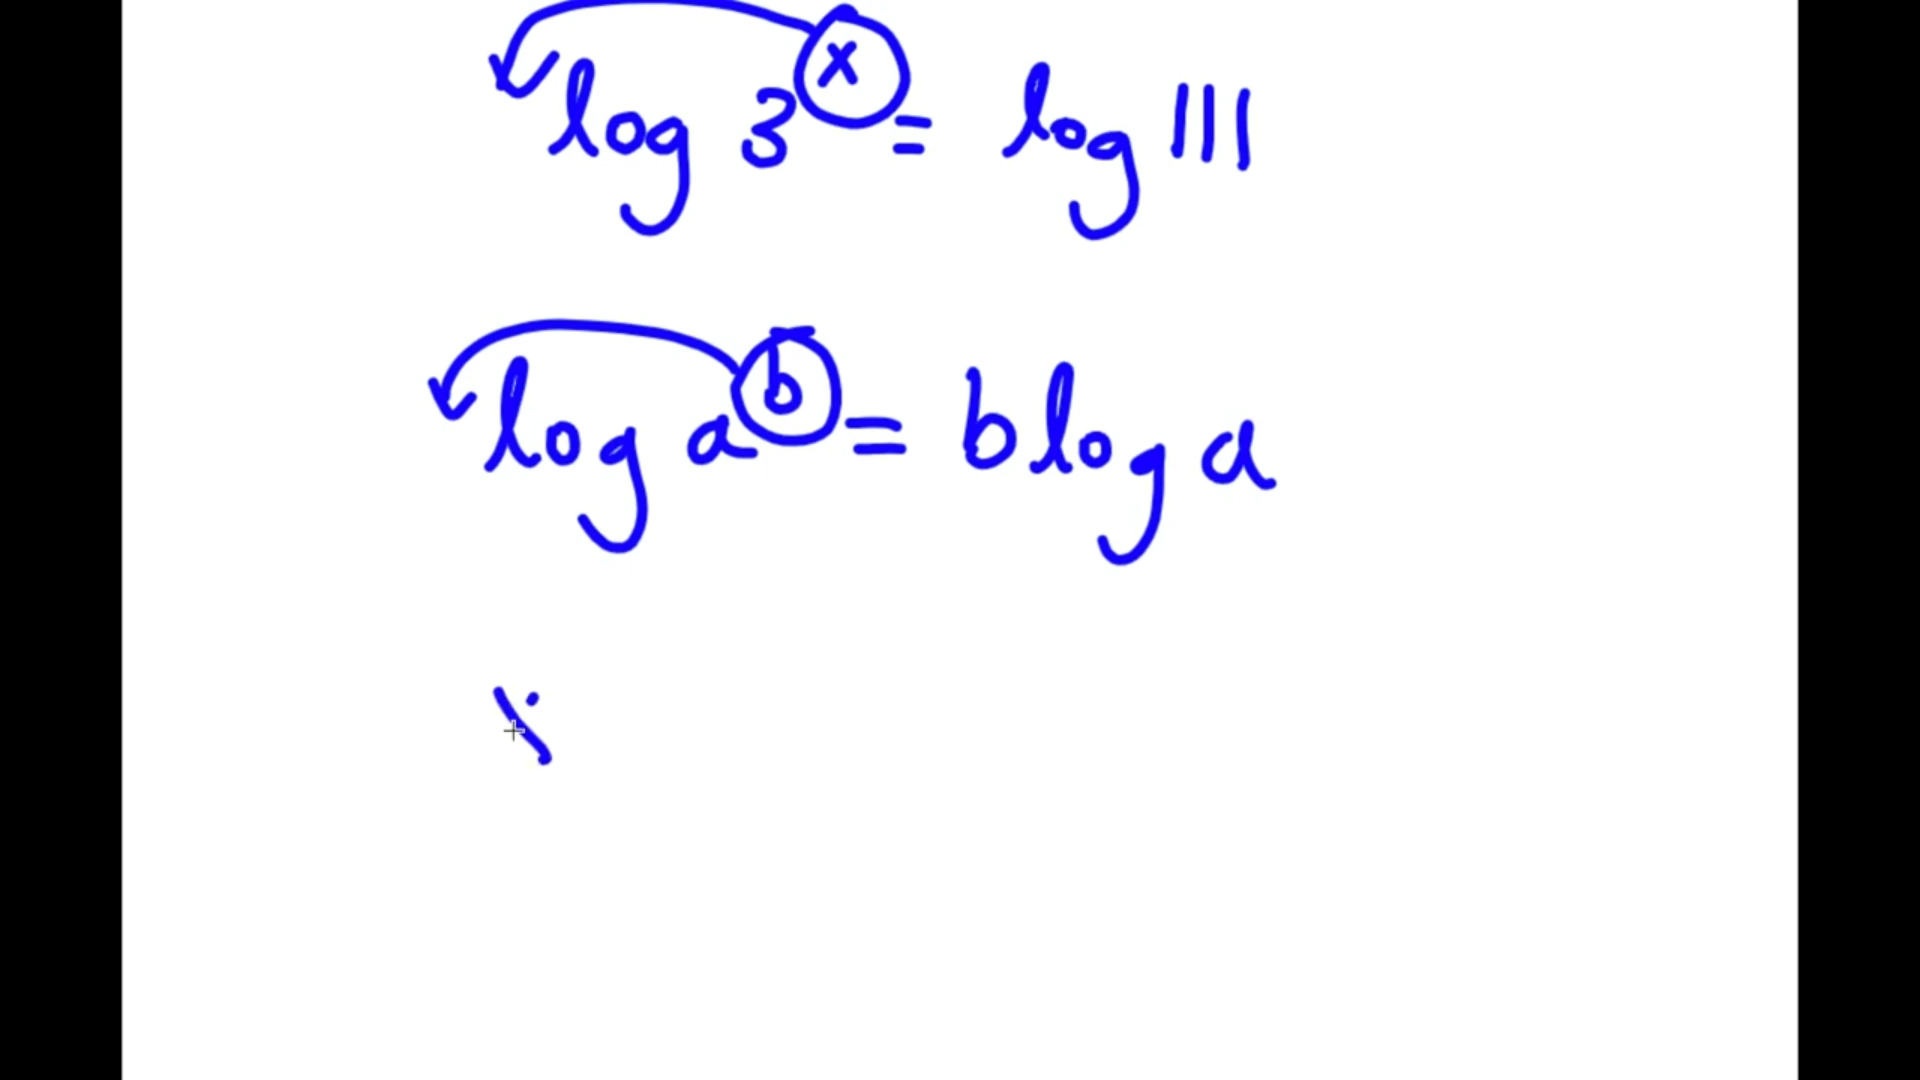 log 3^x = log 111
log a^b = b log a
x